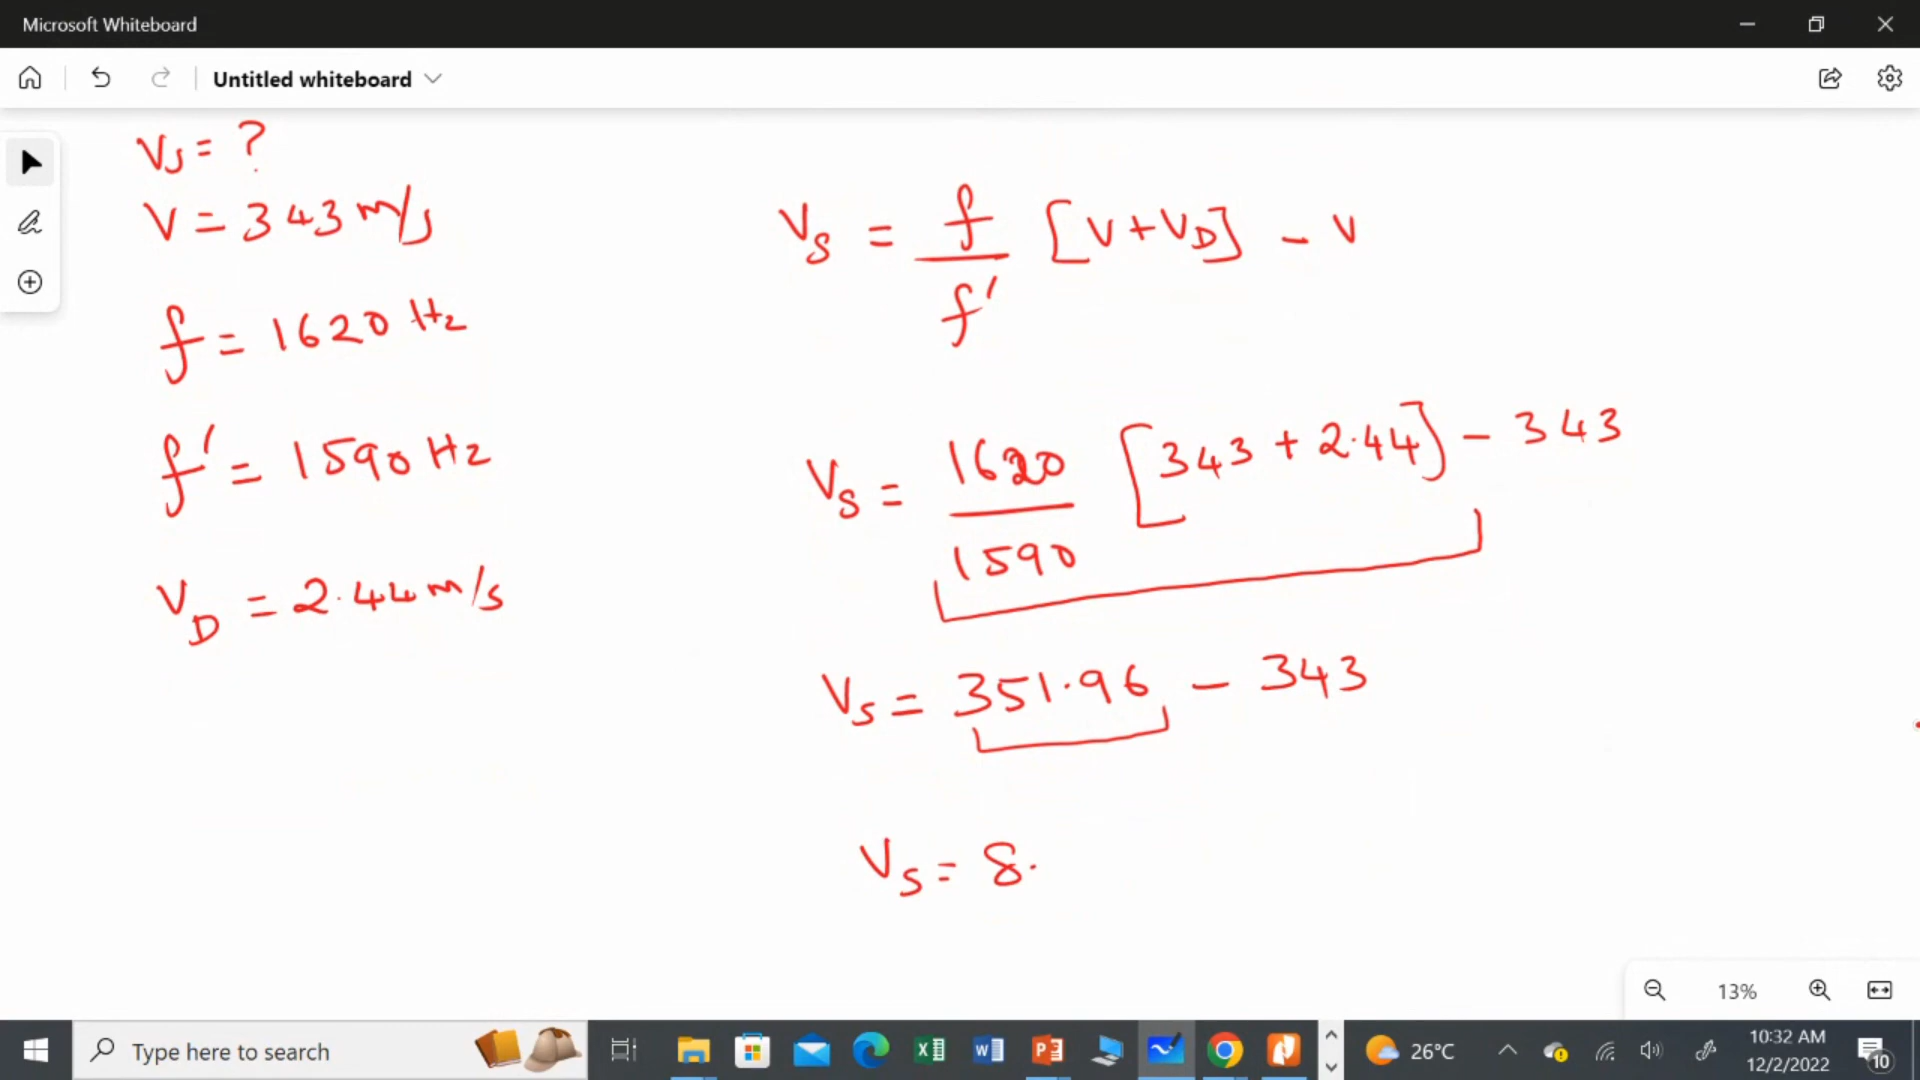 Microsoft Whiteboard
Untitled whiteboard
Vs = ?
V = 343 m/s
f = 1620 Hz
f' = 1590 Hz
V_D = 2.44 m/s
Vs = f/f' [V+V_D] - V
Vs = 1620/1590 [343 + 2.44] - 343
Vs = 351.96 - 343
Vs = 8.
13%
Type here to search
26°C
10:32 AM
12/2/2022
10